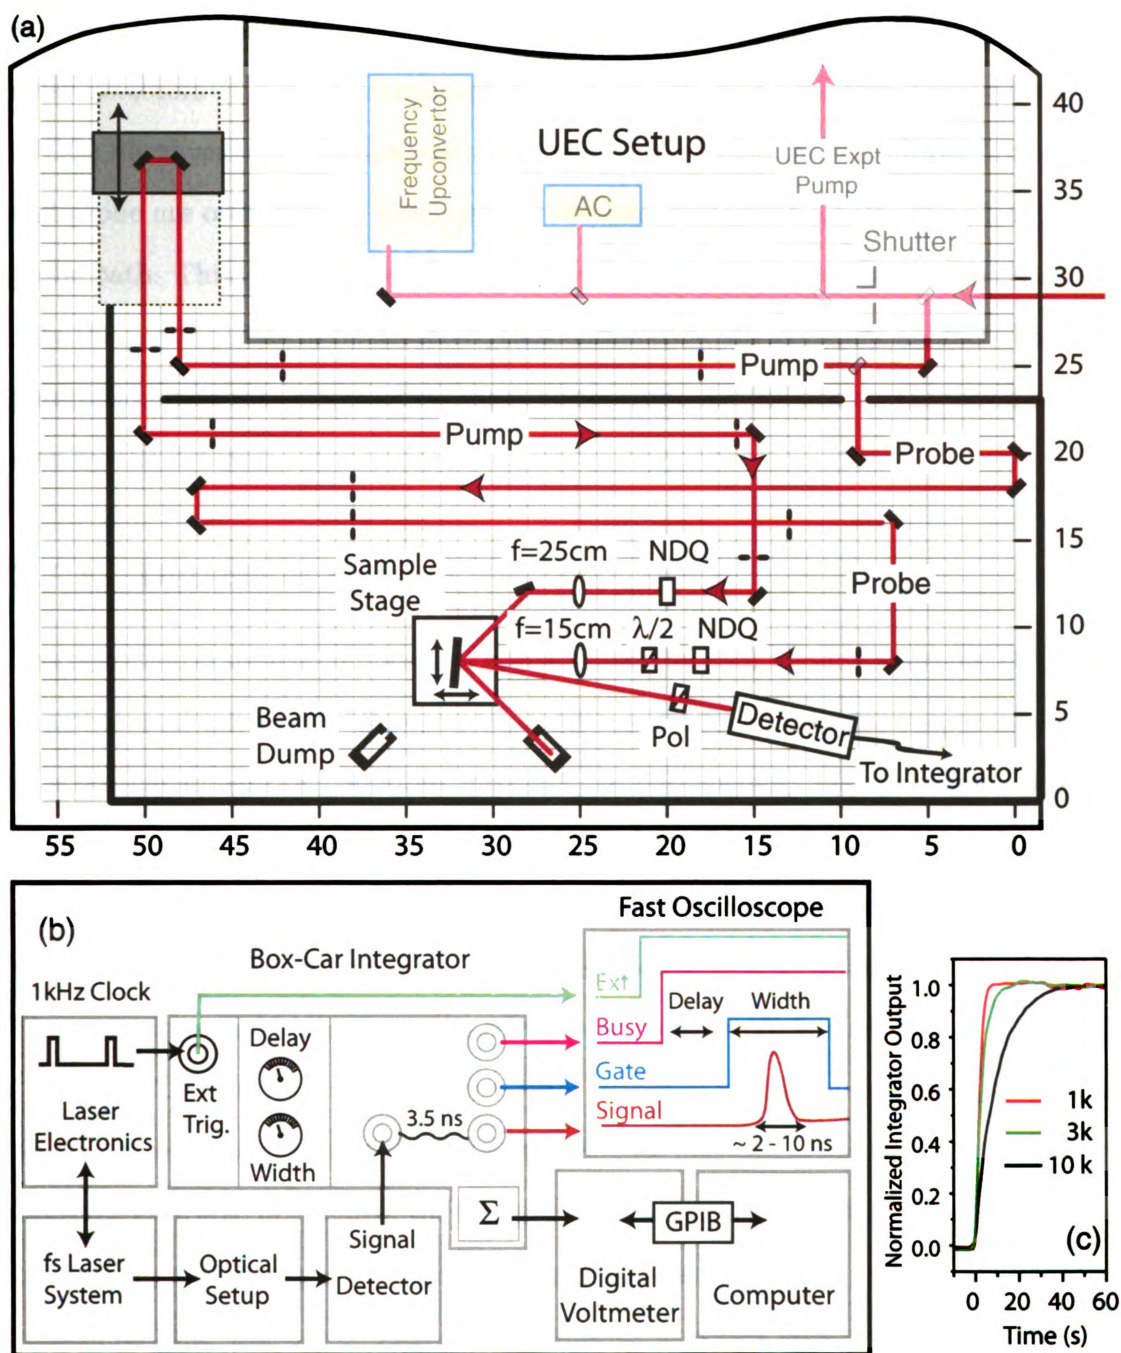 (a)
Frequency
Upconvertor
UEC Setup
AC
UEC Expt
Pump
Shutter
40
35
30
25
20
15
10
5
0
Pump
Pump
Probe
Sample
Stage
f=25cm
NDQ
Probe
f=15cm
λ/2
NDQ
Beam
Dump
Pol
Detector
To Integrator
55 50 45 40 35 30 25 20 15 10 5 0
(b)
Fast Oscilloscope
Box-Car Integrator
1kHz Clock
Ext
Busy
Delay
Width
Gate
Signal
~ 2 - 10 ns
Laser
Electronics
Ext
Trig.
Delay
Width
3.5 ns
Σ
GPIB
fs Laser
System
Optical
Setup
Signal
Detector
Digital
Voltmeter
Computer
Normalized Integrator Output
1.0
0.8
0.6
0.4
0.2
0.0
1k
3k
10 k
(c)
0 20 40 60
Time (s)